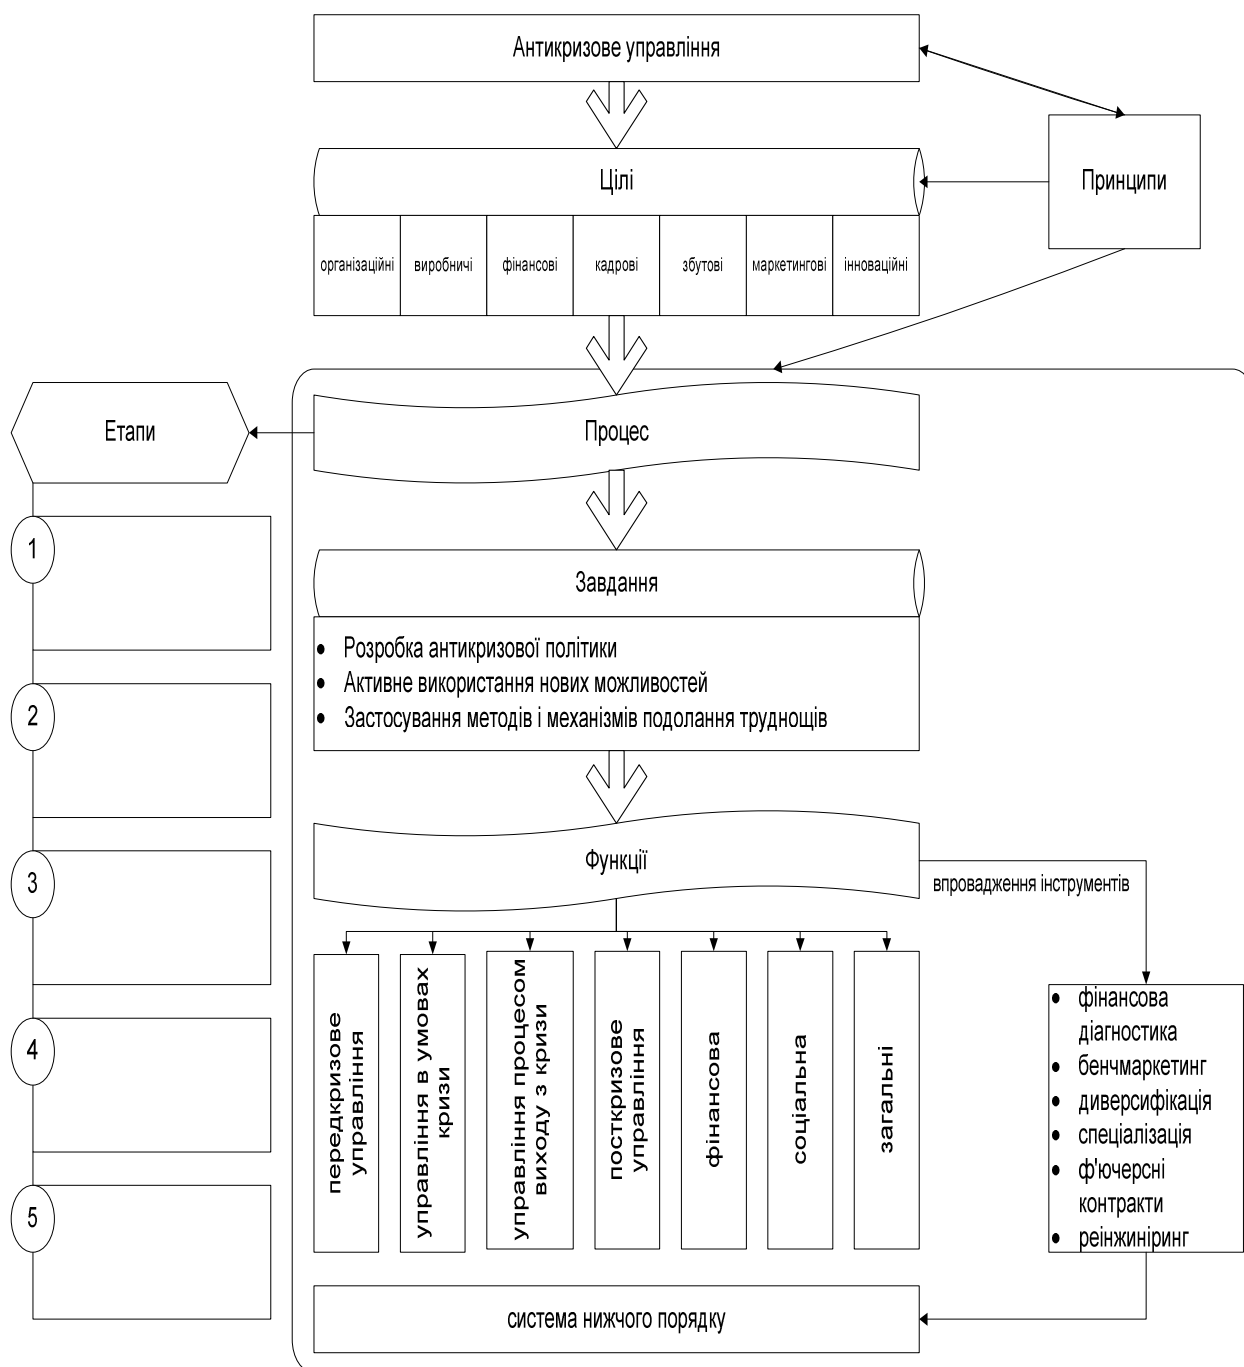 Антикризове управління
Принципи
Цілі
організаційні
виробничі
фінансові
кадрові
збутові
маркетингові
інноваційні
Етапи
Процес
1
2
3
4
5
Завдання
• Розробка антикризової політики
• Активне використання нових можливостей
• Застосування методів і механізмів подолання труднощів
Функції
впровадження інструментів
передкризове
управління
управління в умовах
кризи
управління процесом
виходу з кризи
посткризове
управління
фінансова
соціальна
загальні
• фінансова
діагностика
• бенчмаркетинг
• диверсифікація
• спеціалізація
• ф'ючерсні
контракти
• реінжиніринг
система нижчого порядку